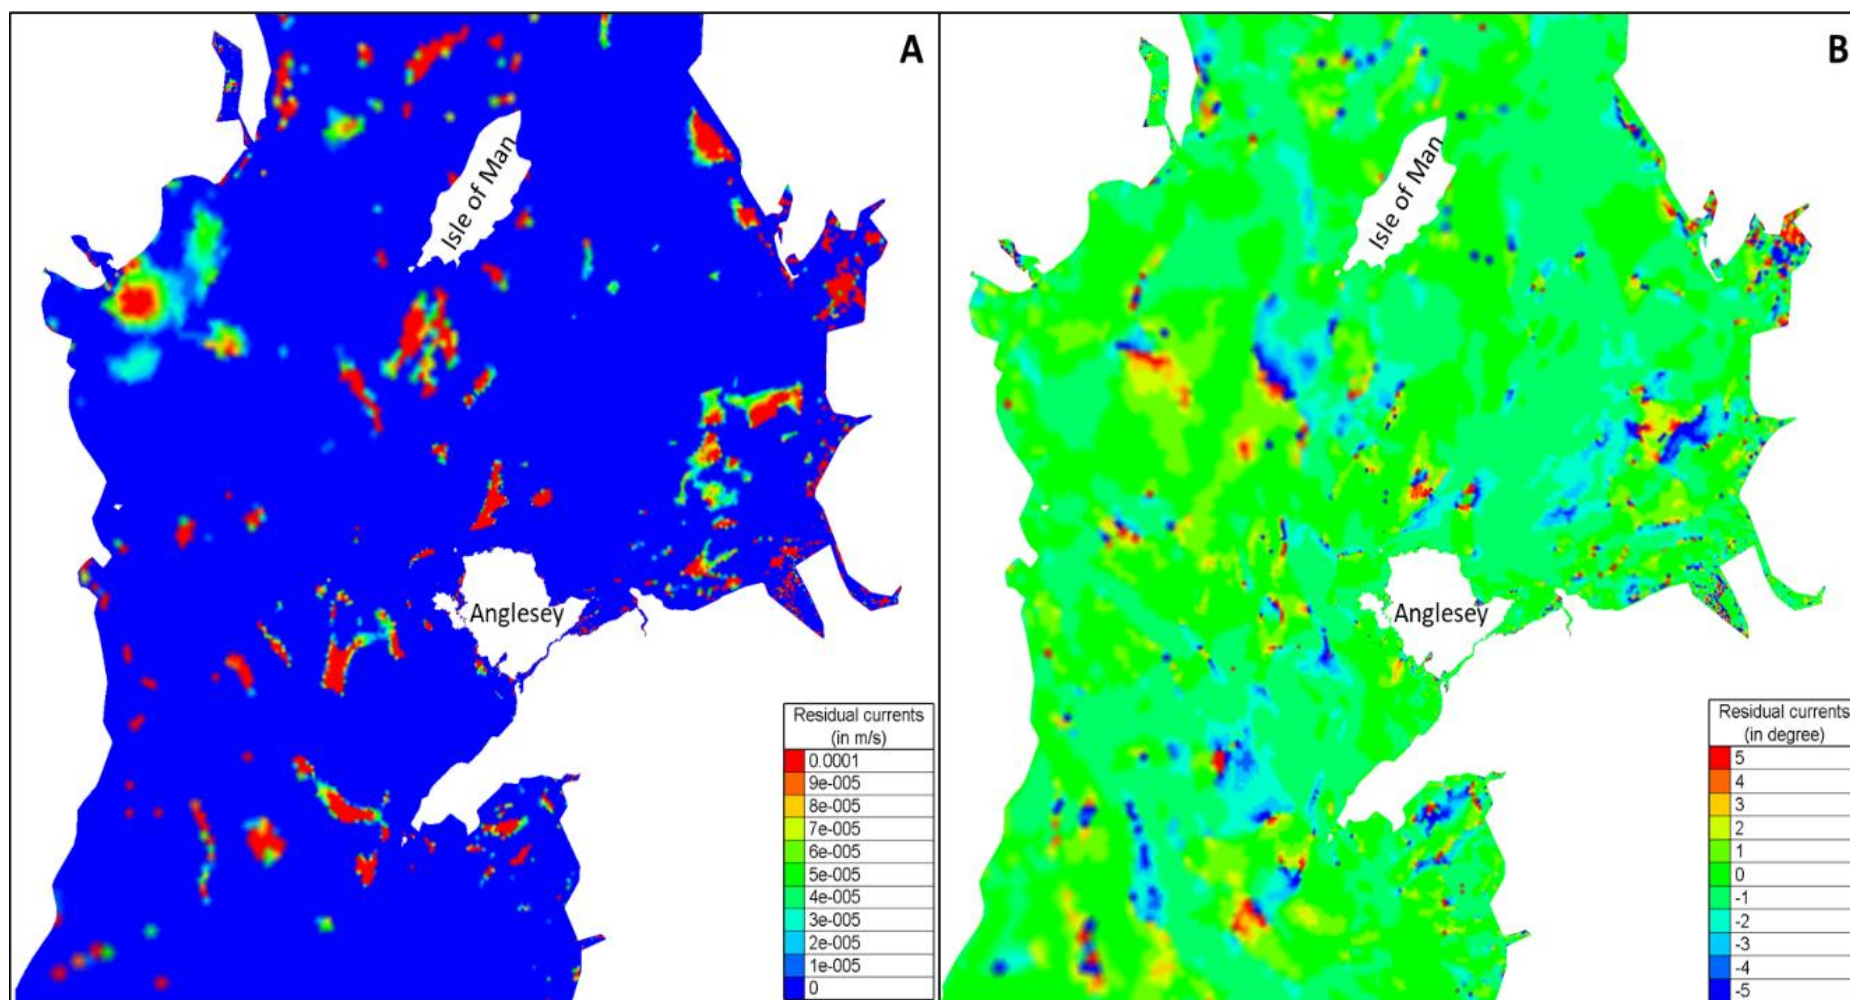 A
Isle of Man
Anglesey
Residual currents
(in m/s)
0.0001
9e-005
8e-005
7e-005
6e-005
5e-005
4e-005
3e-005
2e-005
1e-005
0
B
Isle of Man
Anglesey
Residual currents
(in degree)
5
4
3
2
1
0
-1
-2
-3
-4
-5